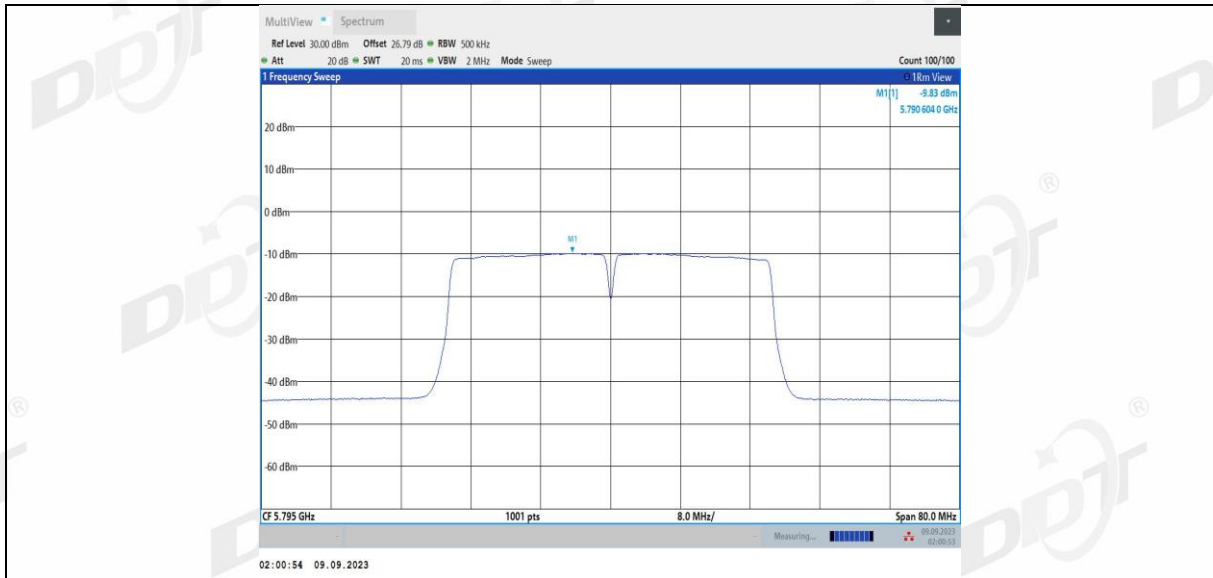 MultiView Spectrum
Ref Level 30.00 dBm Offset 26.79 dB RBW 500 kHz
Att 20 dB SWT 20 ms VBW 2 MHz Mode Sweep Count 100/100
1 Frequency Sweep 1Rm View
M1[1] -9.83 dBm
5.790 604 0 GHz
20 dBm
10 dBm
0 dBm
M1
-10 dBm
-20 dBm
-30 dBm
-40 dBm
-50 dBm
-60 dBm
CF 5.795 GHz 1001 pts 8.0 MHz/ Span 80.0 MHz
Measuring... 09.09.2023
02:00:53
02:00:54 09.09.2023
DDT
®